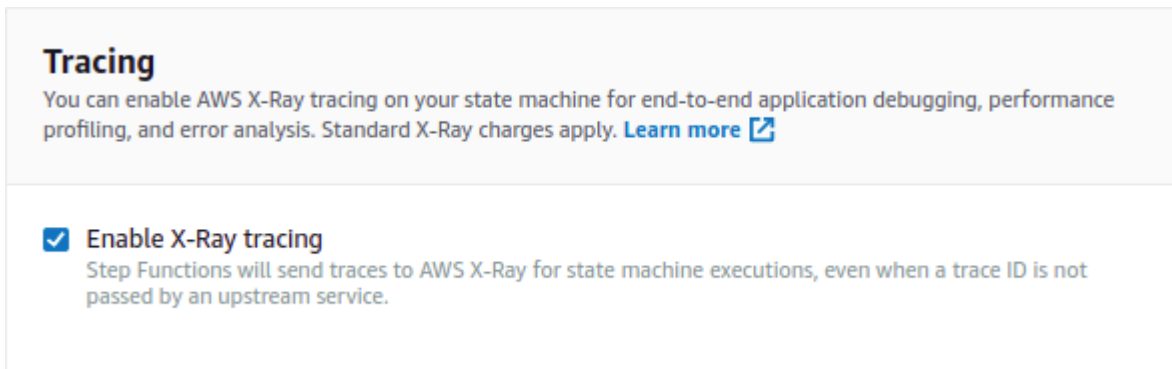 Tracing
You can enable AWS X-Ray tracing on your state machine for end-to-end application debugging, performance
profiling, and error analysis. Standard X-Ray charges apply. Learn more
Enable X-Ray tracing
Step Functions will send traces to AWS X-Ray for state machine executions, even when a trace ID is not
passed by an upstream service.